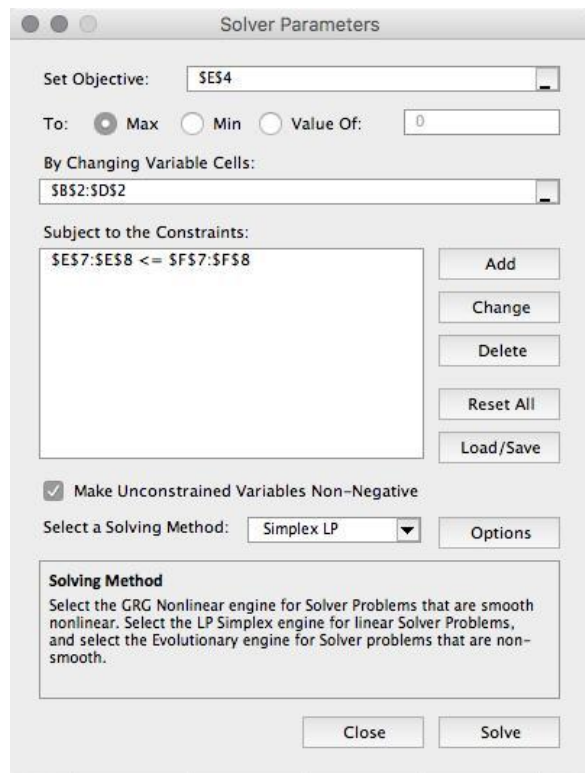 Solver Parameters
Set Objective: $E$4
To: Max Min Value Of: 0
By Changing Variable Cells:
$B$2:$D$2
Subject to the Constraints:
$E$7:$E$8 <= $F$7:$F$8
Add
Change
Delete
Reset All
Load/Save
Make Unconstrained Variables Non-Negative
Select a Solving Method: Simplex LP Options
Solving Method
Select the GRG Nonlinear engine for Solver Problems that are smooth
nonlinear. Select the LP Simplex engine for linear Solver Problems,
and select the Evolutionary engine for Solver problems that are non-
smooth.
Close Solve